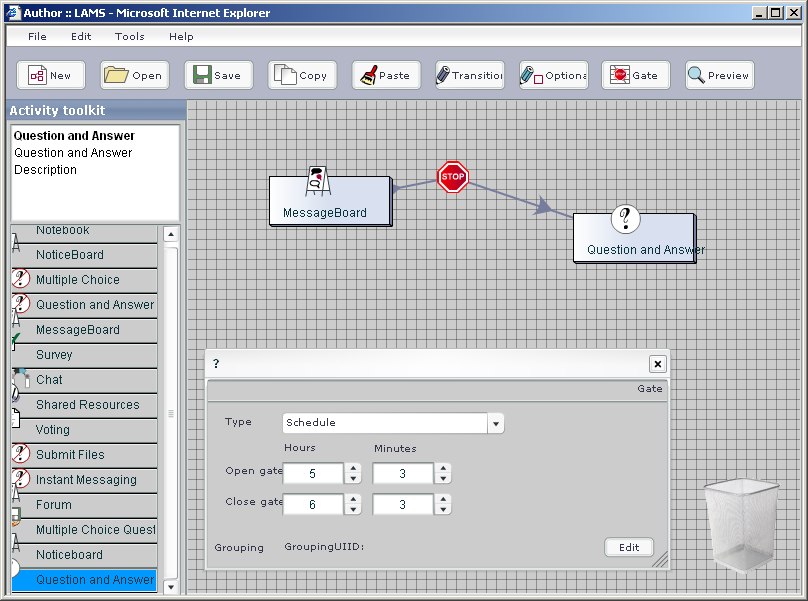 Author :: LAMS - Microsoft Internet Explorer
File Edit Tools Help
New Open Save Copy Paste Transitio Optiona Gate Preview
Activity toolkit
Question and Answer
Question and Answer
Description
Notebook
NoticeBoard
Multiple Choice
Question and Answer
MessageBoard
Survey
Chat
Shared Resources
Voting
Submit Files
Instant Messaging
Forum
Multiple Choice Quest
Noticeboard
Question and Answer
STOP
MessageBoard
?
Question and Answer
?
Gate
Type Schedule
Hours Minutes
Open gate 5 3
Close gate 6 3
Grouping GroupingUIID: Edit